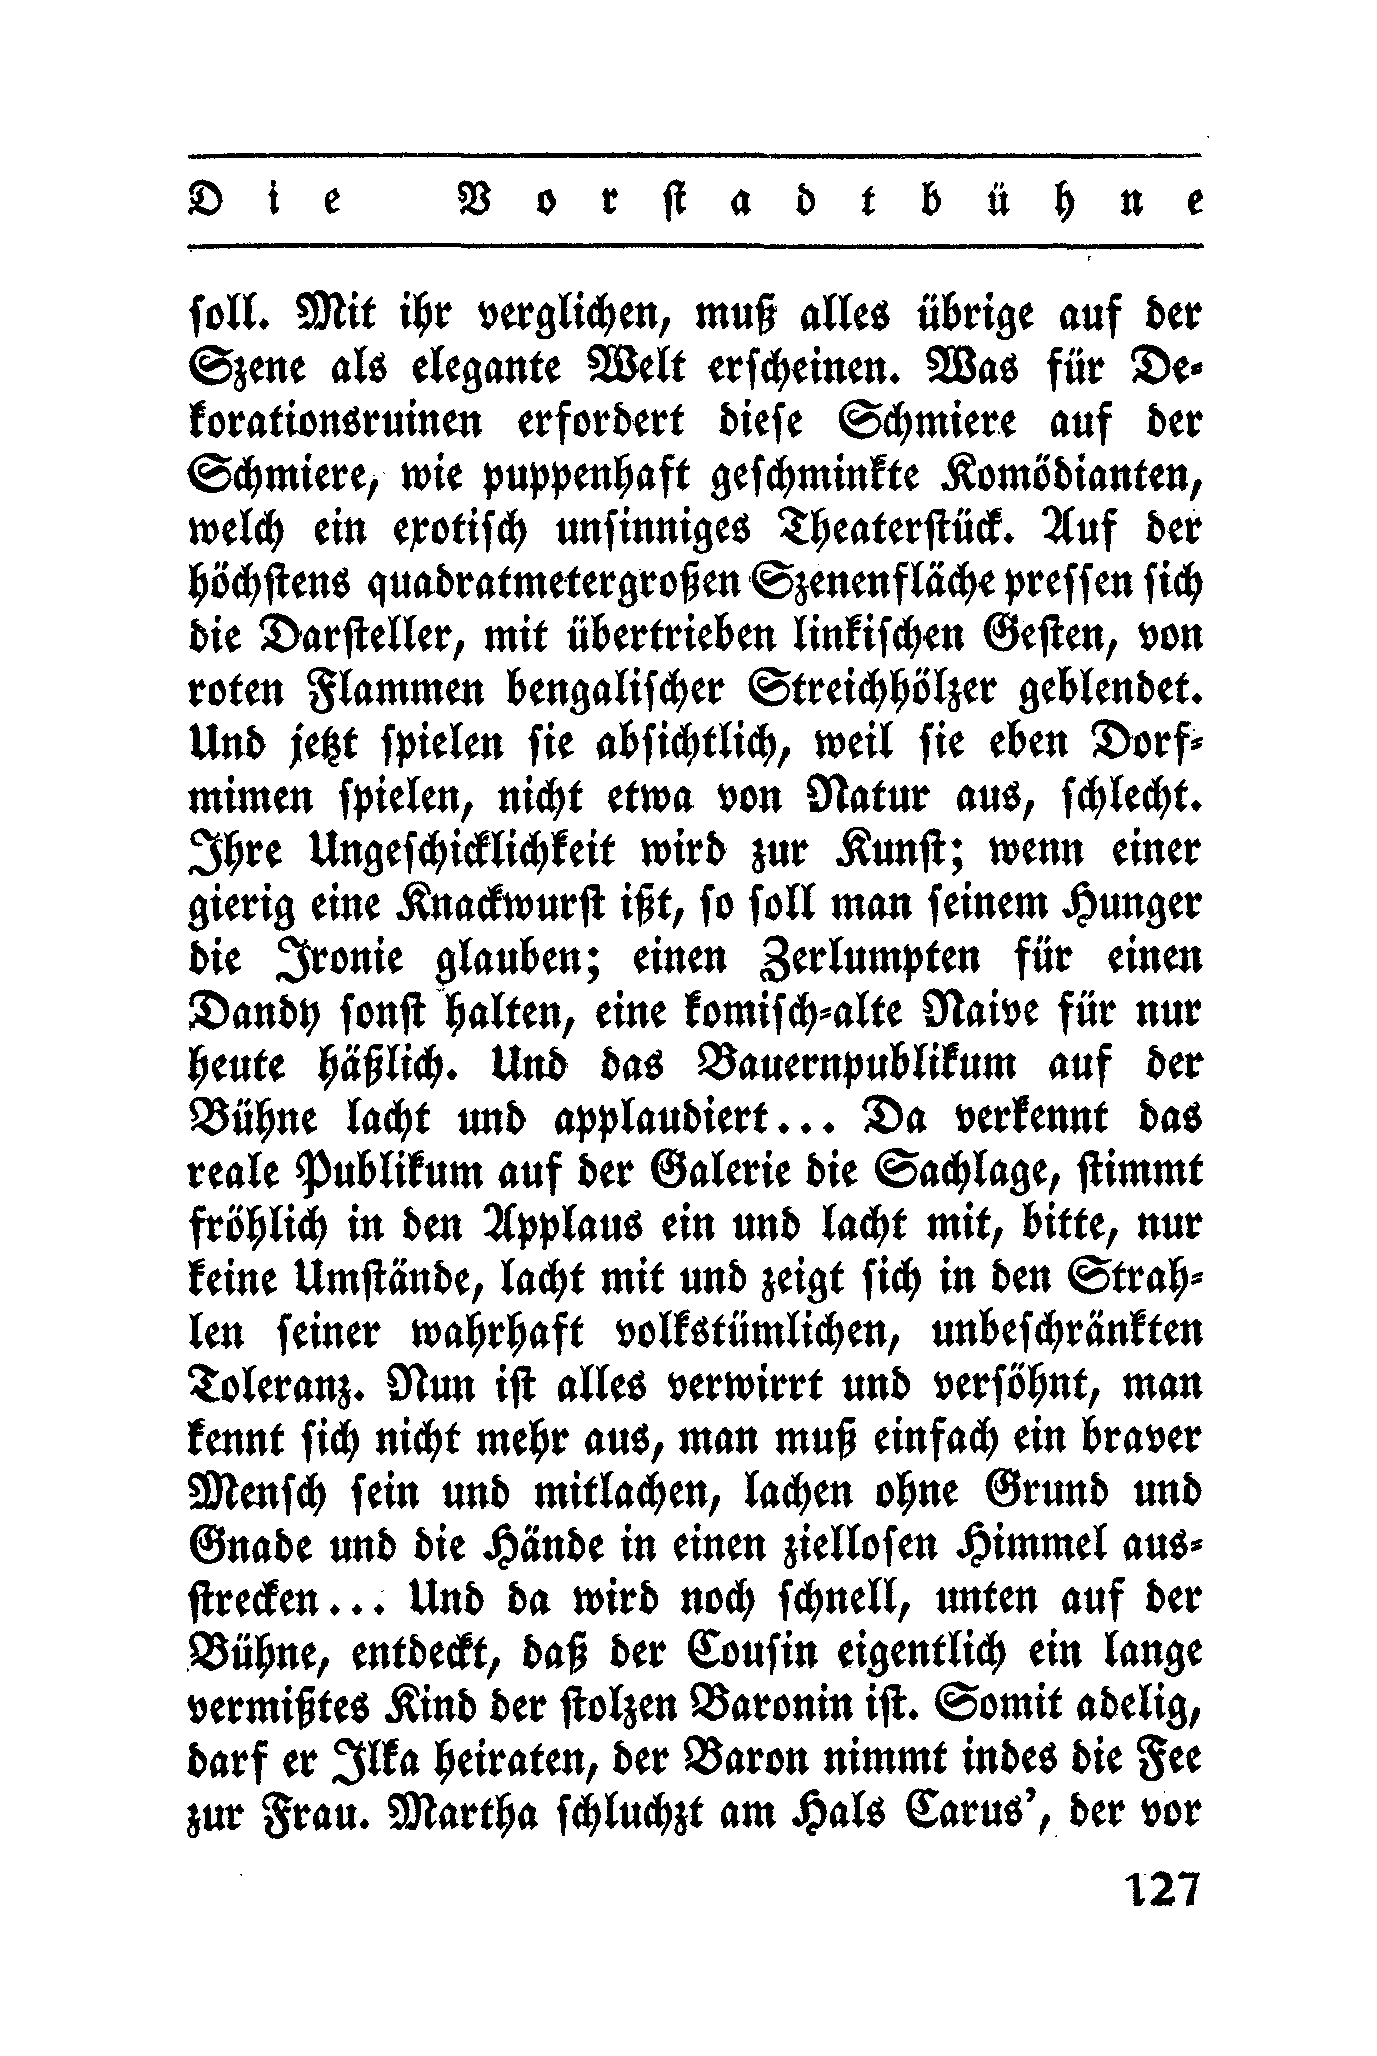 Die Vorstadtbühne
soll. Mit ihr verglichen, muß alles übrige auf der
Szene als elegante Welt erscheinen. Was für De-
korationsruinen erfordert diese Schmiere auf der
Schmiere, wie puppenhaft geschminkte Komödianten,
welch ein exotisch unsinniges Theaterstück. Auf der
höchstens quadratmetergroßen Szenenfläche pressen sich
die Darsteller, mit übertrieben linkischen Gesten, von
roten Flammen bengalischer Streichhölzer geblendet.
Und jetzt spielen sie absichtlich, weil sie eben Dorf-
mimen spielen, nicht etwa von Natur aus, schlecht.
Ihre Ungeschicklichkeit wird zur Kunst; wenn einer
gierig eine Knackwurst ißt, so soll man seinem Hunger
die Ironie glauben; einen Zerlumpten für einen
Dandy sonst halten, eine komisch-alte Naive für nur
heute häßlich. Und das Bauernpublikum auf der
Bühne lacht und applaudiert... Da verkennt das
reale Publikum auf der Galerie die Sachlage, stimmt
fröhlich in den Applaus ein und lacht mit, bitte, nur
keine Umstände, lacht mit und zeigt sich in den Strah-
len seiner wahrhaft volkstümlichen, unbeschränkten
Toleranz. Nun ist alles verwirrt und versöhnt, man
kennt sich nicht mehr aus, man muß einfach ein braver
Mensch sein und mitlachen, lachen ohne Grund und
Gnade und die Hände in einen ziellosen Himmel aus-
strecken... Und da wird noch schnell, unten auf der
Bühne, entdeckt, daß der Cousin eigentlich ein lange
vermißtes Kind der stolzen Baronin ist. Somit adelig,
darf er Ilka heiraten, der Baron nimmt indes die Fee
zur Frau. Martha schluchzt am Hals Carus', der vor
127